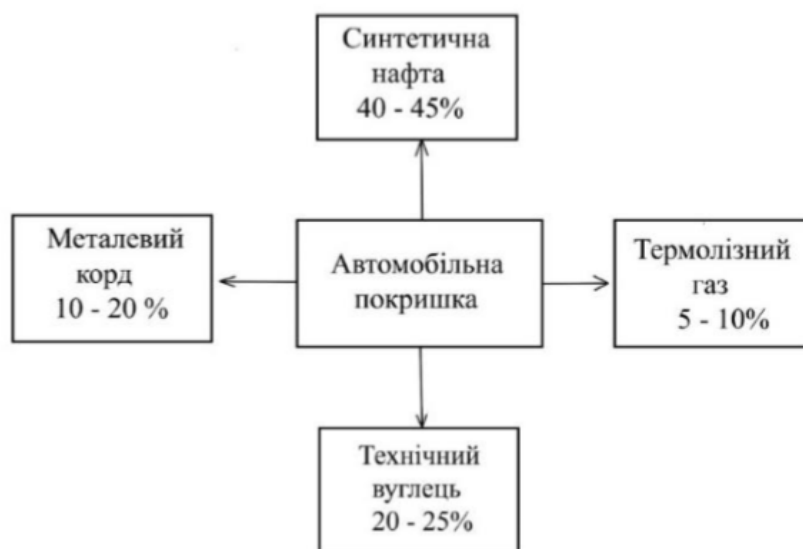 Синтетична
нафта
40 - 45%
Металевий
корд
10 - 20 %
Автомобільна
покришка
Термолізний
газ
5 - 10%
Технічний
вуглець
20 - 25%